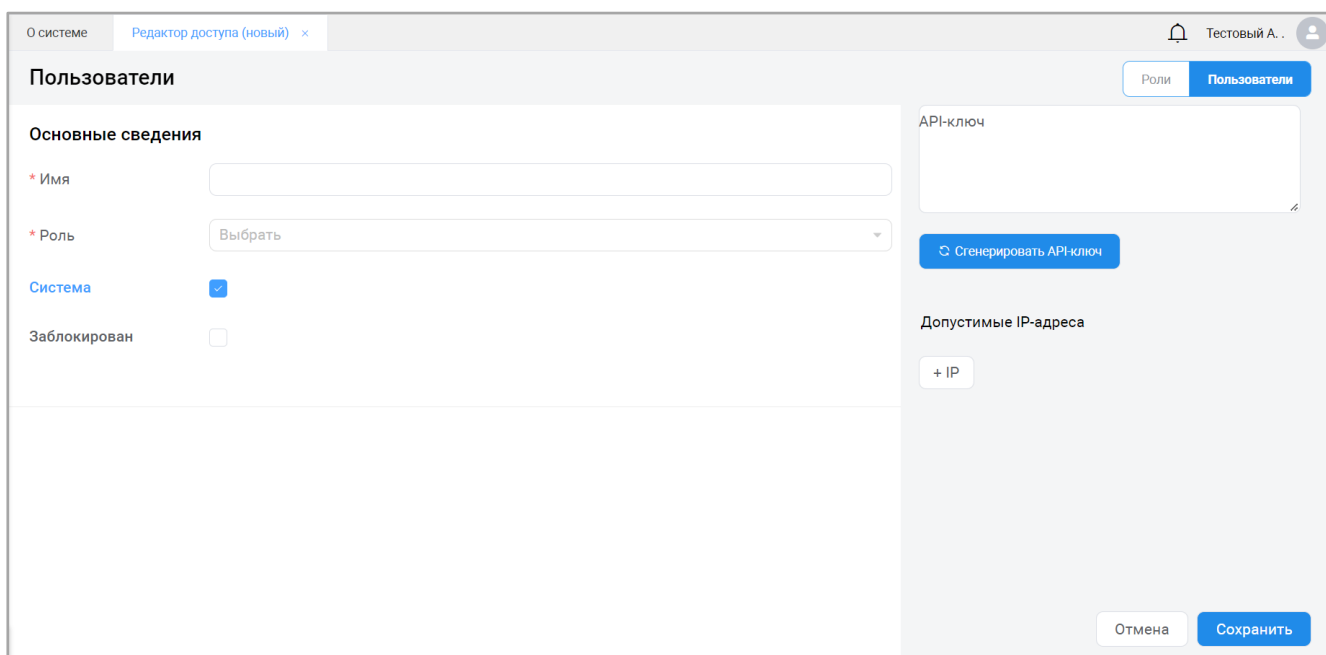 О системе
Редактор доступа (новый) ×
Тестовый А. .
Пользователи
Роли
Пользователи
Основные сведения
* Имя
* Роль
Выбрать
Система
Заблокирован
API-ключ
Сгенерировать API-ключ
Допустимые IP-адреса
+ IP
Отмена
Сохранить